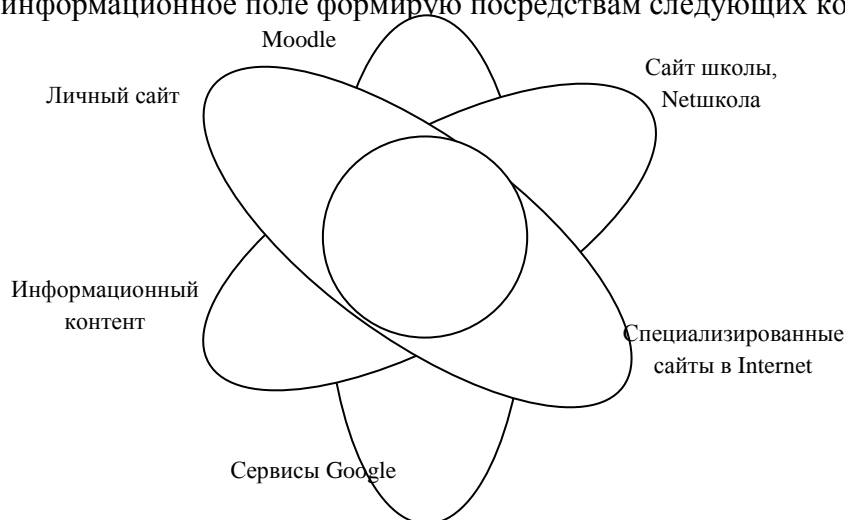 информационное поле формирую посредствам следующих ко
Moodle
Сайт школы,
Netшкола
Личный сайт
Информационный
контент
Специализированные
сайты в Internet
Сервисы Google